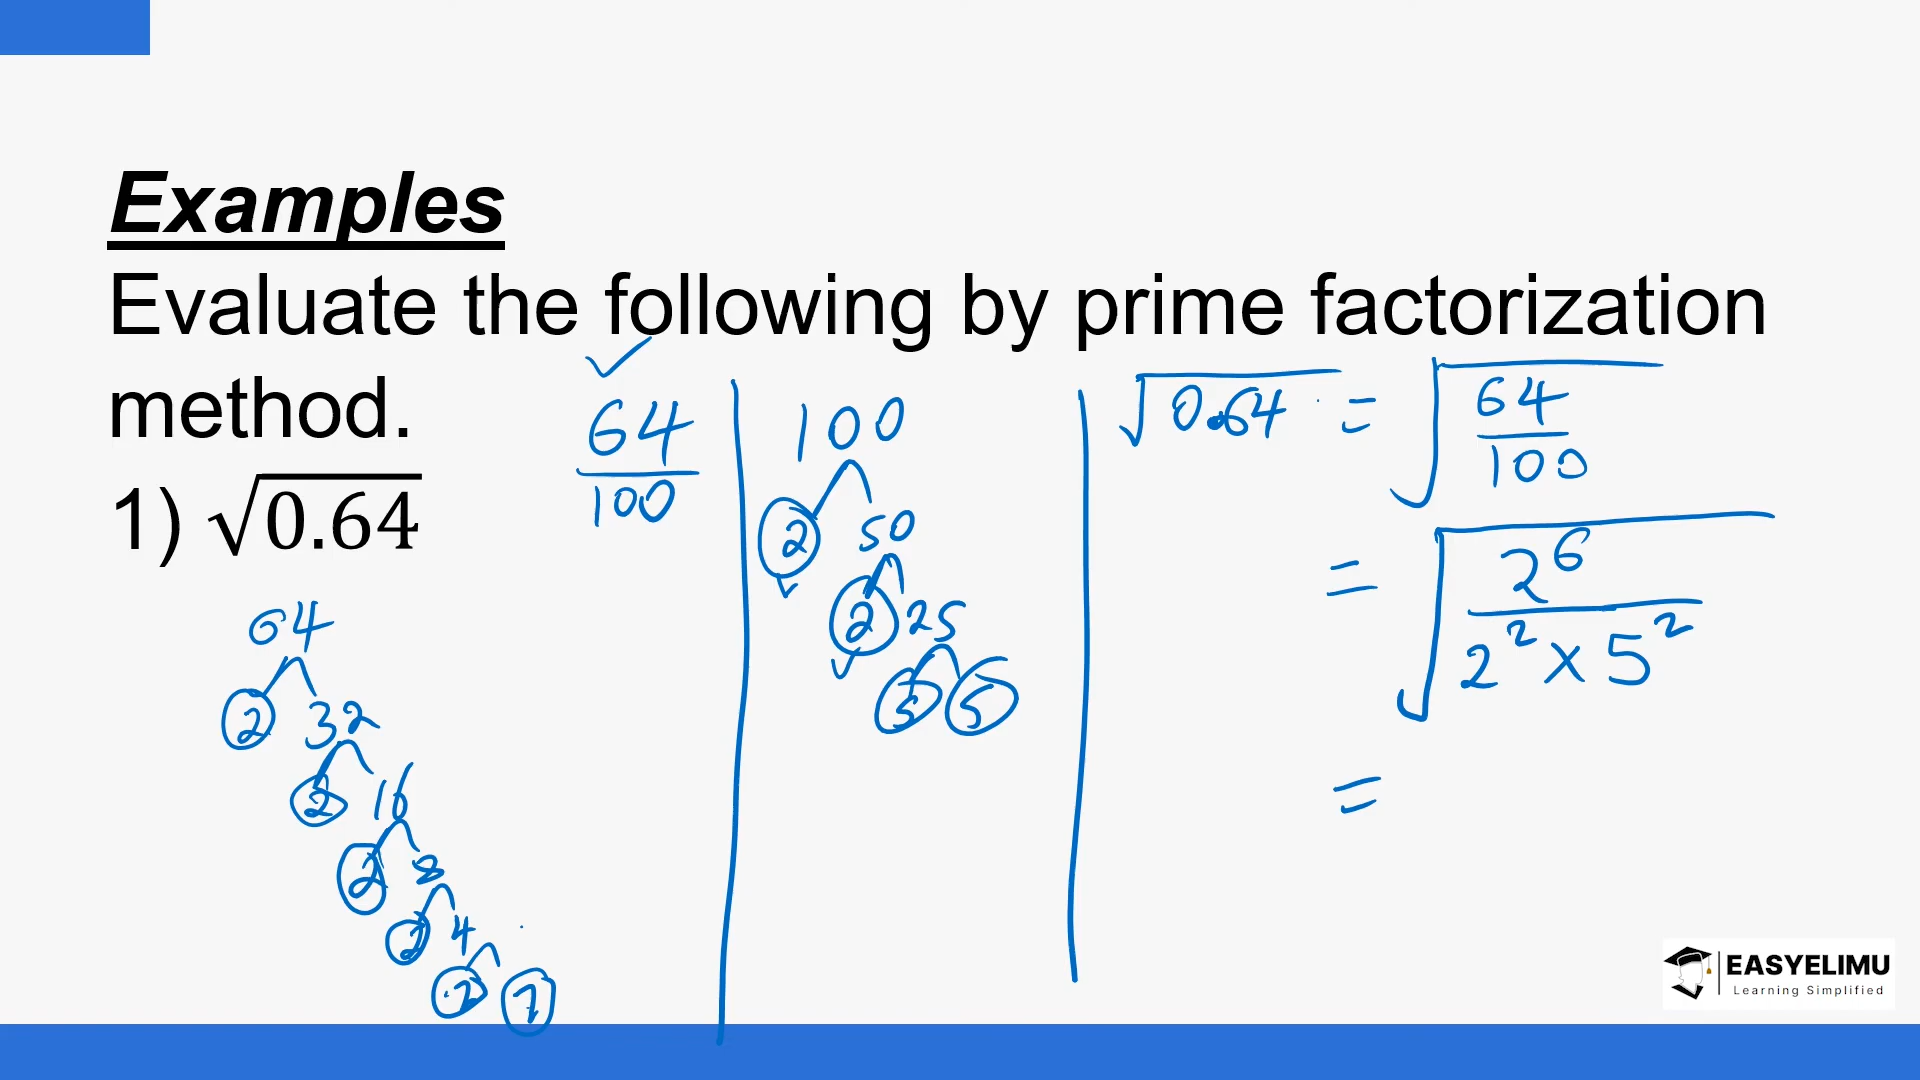 Examples
Evaluate the following by prime factorization
method.
1) √0.64
64
2 32
2 16
2 8
2 4
2 2
64
100
100
2 50
2 25
5 5
√0.64 = √64/100
= √2⁶/2² x 5²
=
EASYELIMU
Learning Simplified